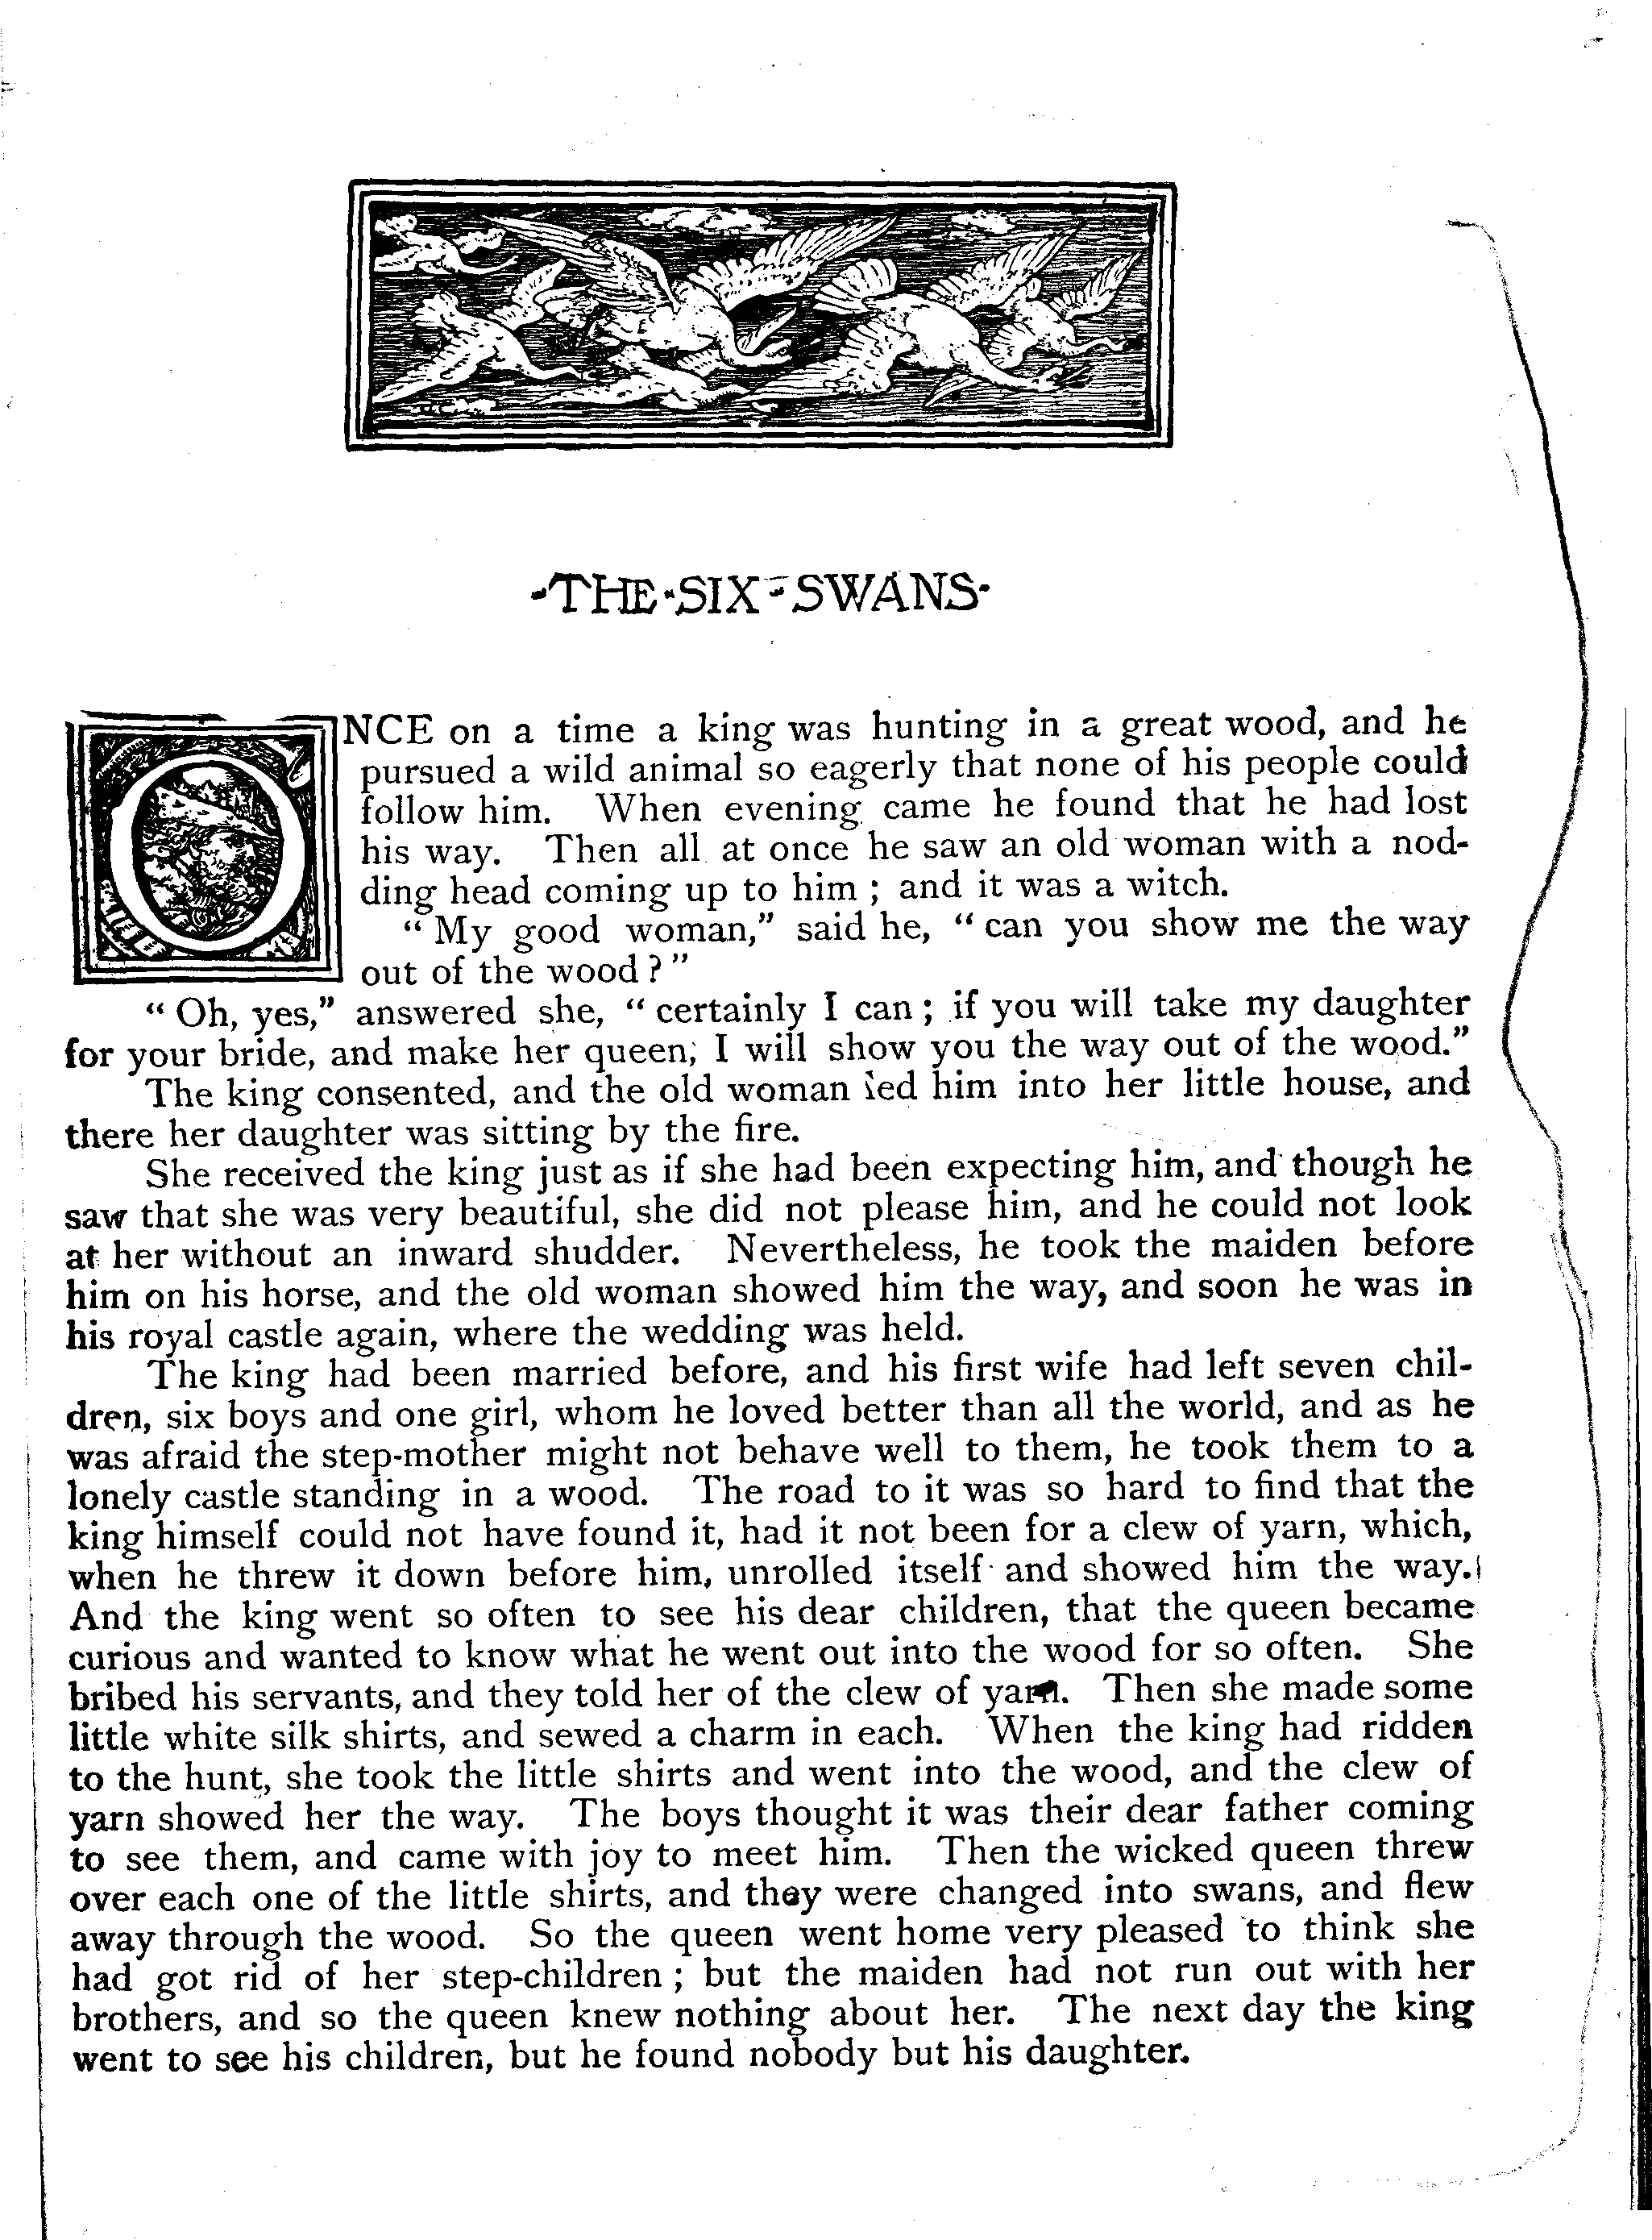 ·THE·SIX·SWANS·
ONCE on a time a king was hunting in a great wood, and he
pursued a wild animal so eagerly that none of his people could
follow him. When evening came he found that he had lost
his way. Then all at once he saw an old woman with a nod-
ding head coming up to him ; and it was a witch.
“ My good woman,” said he, “ can you show me the way
out of the wood ? ”
“ Oh, yes,” answered she, “ certainly I can ; if you will take my daughter
for your bride, and make her queen, I will show you the way out of the wood.”
The king consented, and the old woman led him into her little house, and
there her daughter was sitting by the fire.
She received the king just as if she had been expecting him, and though he
saw that she was very beautiful, she did not please him, and he could not look
at her without an inward shudder. Nevertheless, he took the maiden before
him on his horse, and the old woman showed him the way, and soon he was in
his royal castle again, where the wedding was held.
The king had been married before, and his first wife had left seven chil-
dren, six boys and one girl, whom he loved better than all the world, and as he
was afraid the step-mother might not behave well to them, he took them to a
lonely castle standing in a wood. The road to it was so hard to find that the
king himself could not have found it, had it not been for a clew of yarn, which,
when he threw it down before him, unrolled itself and showed him the way.
And the king went so often to see his dear children, that the queen became
curious and wanted to know what he went out into the wood for so often. She
bribed his servants, and they told her of the clew of yarn. Then she made some
little white silk shirts, and sewed a charm in each. When the king had ridden
to the hunt, she took the little shirts and went into the wood, and the clew of
yarn showed her the way. The boys thought it was their dear father coming
to see them, and came with joy to meet him. Then the wicked queen threw
over each one of the little shirts, and they were changed into swans, and flew
away through the wood. So the queen went home very pleased to think she
had got rid of her step-children ; but the maiden had not run out with her
brothers, and so the queen knew nothing about her. The next day the king
went to see his children, but he found nobody but his daughter.